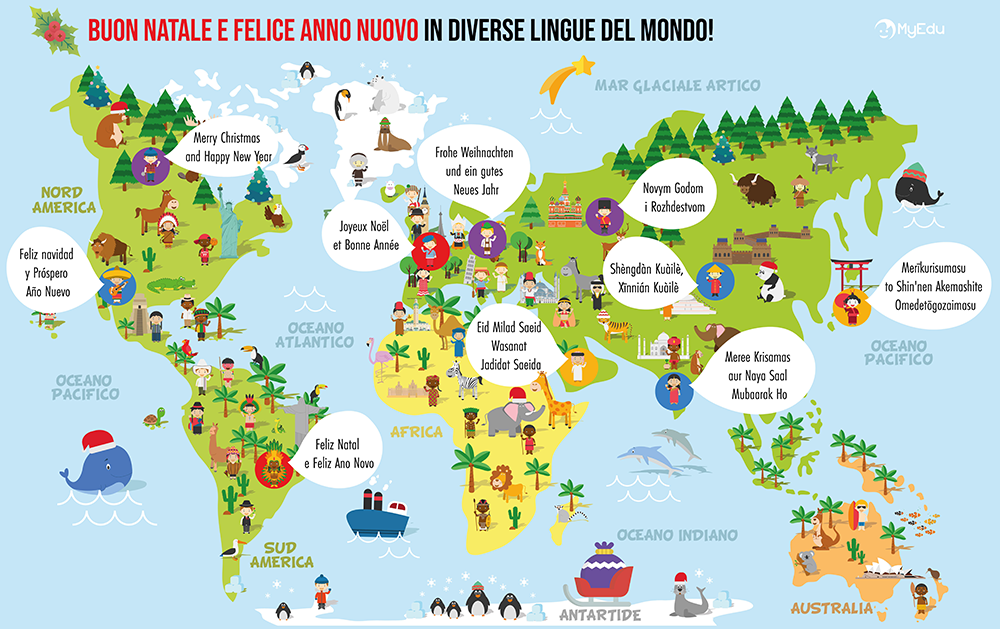 BUON NATALE E FELICE ANNO NUOVO IN DIVERSE LINGUE DEL MONDO!
MyEdu
MAR GLACIALE ARTICO
Merry Christmas
and Happy New Year
Frohe Weihnachten
und ein gutes
Neues Jahr
Novym Godom
i Rozhdestvom
NORD
AMERICA
Joyeux Noël
et Bonne Année
Feliz navidad
y Próspero
Año Nuevo
Shèngdàn Kuàilè,
Xīnnián Kuàilè
Merīkurisumasu
to Shin'nen Akemashite
Omedetōgozaimasu
OCEANO
ATLANTICO
Eid Milad Saeid
Wasanat
Jadidat Saeida
OCEANO
PACIFICO
OCEANO
PACIFICO
Meree Krisamas
aur Naya Saal
Mubaarak Ho
AFRICA
Feliz Natal
e Feliz Ano Novo
OCEANO INDIANO
SUD
AMERICA
ANTARTIDE
AUSTRALIA